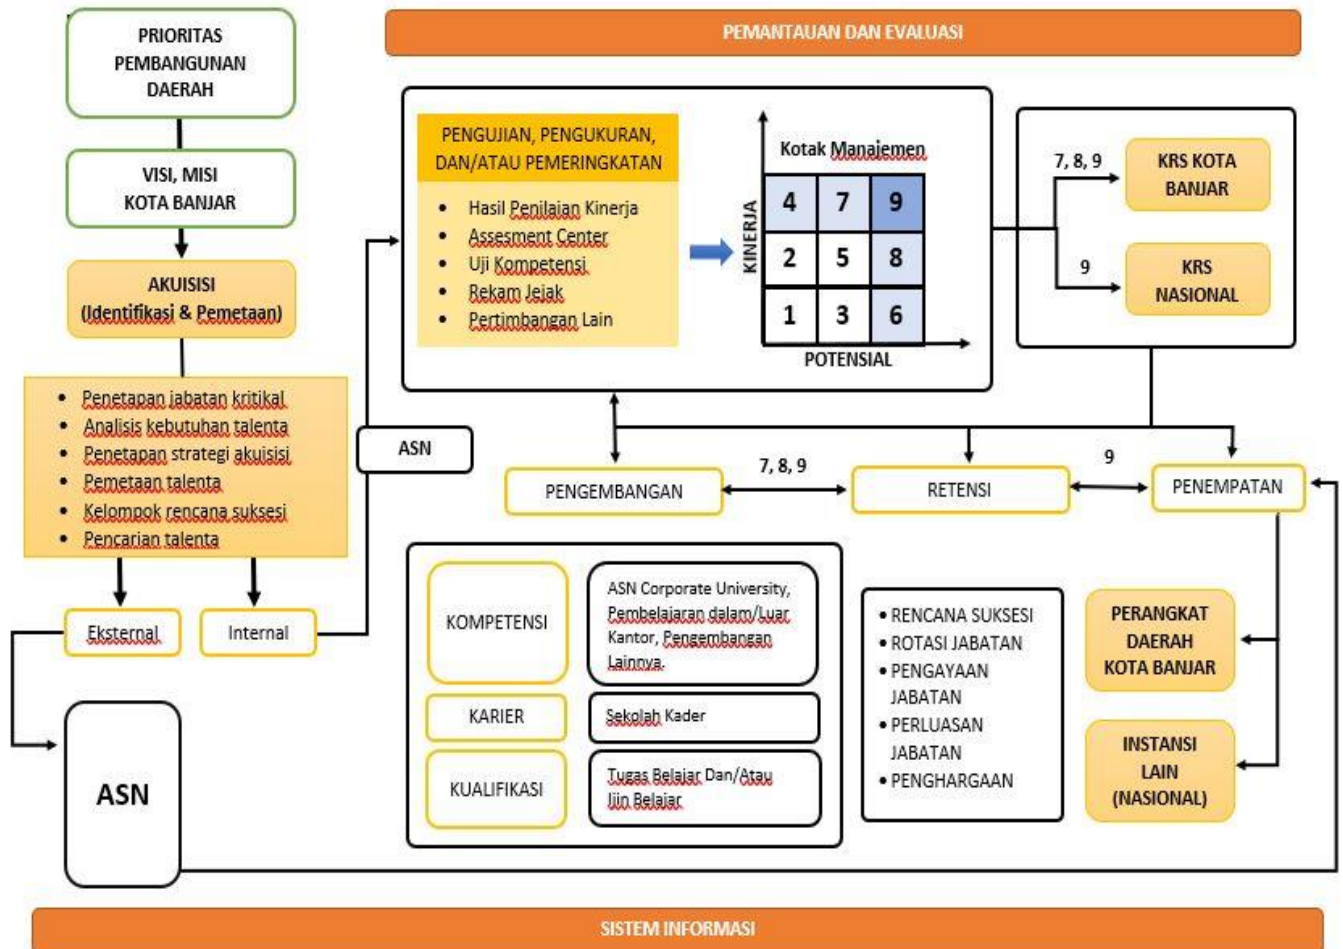 PRIORITAS
PEMBANGUNAN
DAERAH
VISI, MISI
KOTA BANJAR
AKUISISI
(Identifikasi & Pemetaan)
• Penetapan jabatan kritikal
• Analisis kebutuhan talenta
• Penetapan strategi akuisisi
• Pemetaan talenta
• Kelompok rencana suksesi
• Pencarian talenta
Eksternal
Internal
ASN
ASN
PEMANTAUAN DAN EVALUASI
PENGUJIAN, PENGUKURAN,
DAN/ATAU PEMERINGKATAN
• Hasil Penilaian Kinerja
• Assesment Center
• Uji Kompetensi
• Rekam Jejak
• Pertimbangan Lain
Kotak Manajemen
KINERJA
4 7 9
2 5 8
1 3 6
POTENSIAL
7, 8, 9
KRS KOTA
BANJAR
9
KRS
NASIONAL
PENGEMBANGAN
7, 8, 9
RETENSI
9
PENEMPATAN
KOMPETENSI
ASN Corporate University,
Pembelajaran dalam/Luar
Kantor, Pengembangan
Lainnya.
KARIER
Sekolah Kader
KUALIFIKASI
Tugas Belajar Dan/Atau
Ijin Belajar
• RENCANA SUKSESI
• ROTASI JABATAN
• PENGAYAAN
JABATAN
• PERLUASAN
JABATAN
• PENGHARGAAN
PERANGKAT
DAERAH
KOTA BANJAR
INSTANSI
LAIN
(NASIONAL)
SISTEM INFORMASI